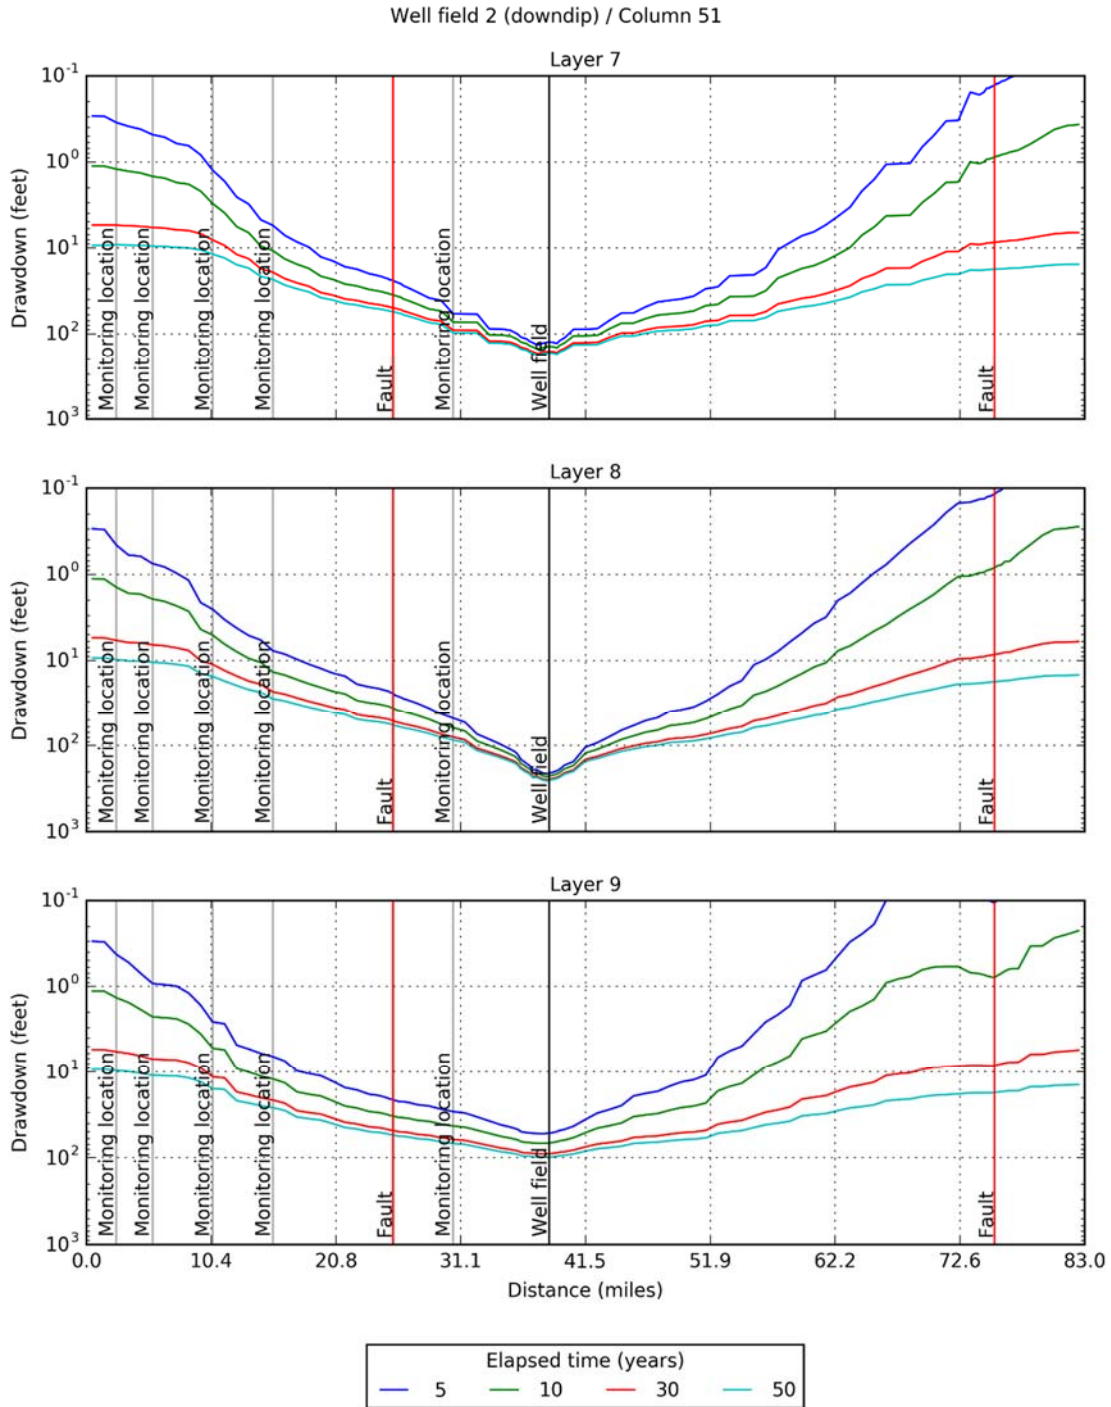 Well field 2 (downdip) / Column 51
Layer 7
Drawdown (feet)
10⁻¹
10⁰
10¹
10²
10³
Monitoring location
Monitoring location
Monitoring location
Monitoring location
Fault
Monitoring location
Well field
Fault
Layer 8
Drawdown (feet)
10⁻¹
10⁰
10¹
10²
10³
Monitoring location
Monitoring location
Monitoring location
Monitoring location
Fault
Monitoring location
Well field
Fault
Layer 9
Drawdown (feet)
10⁻¹
10⁰
10¹
10²
10³
Monitoring location
Monitoring location
Monitoring location
Monitoring location
Fault
Monitoring location
Well field
Fault
0.0 10.4 20.8 31.1 41.5 51.9 62.2 72.6 83.0
Distance (miles)
Elapsed time (years)
5 10 30 50